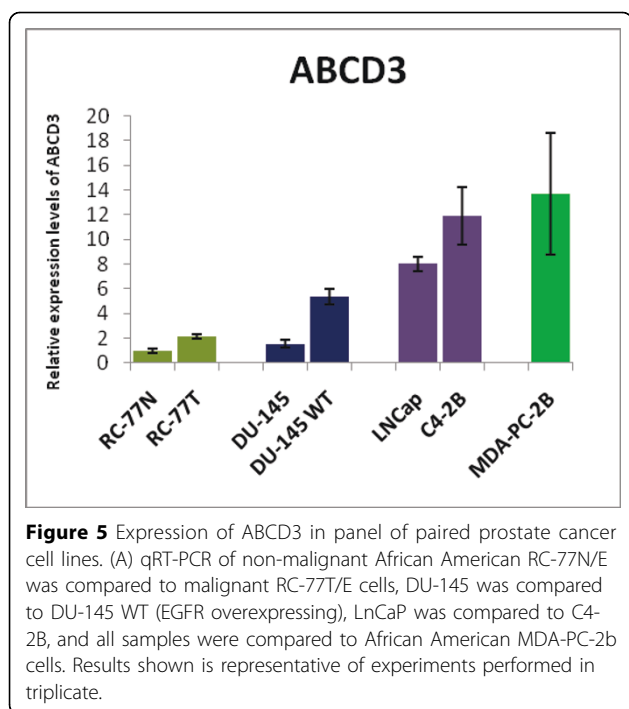 ABCD3
Relative expression levels of ABCD3
20
18
16
14
12
10
8
6
4
2
0
RC-77N
RC-77T
DU-145
DU-145 WT
LNCap
C4-2B
MDA-PC-2B
Figure 5 Expression of ABCD3 in panel of paired prostate cancer
cell lines. (A) qRT-PCR of non-malignant African American RC-77N/E
was compared to malignant RC-77T/E cells, DU-145 was compared
to DU-145 WT (EGFR overexpressing), LnCaP was compared to C4-
2B, and all samples were compared to African American MDA-PC-2b
cells. Results shown is representative of experiments performed in
triplicate.